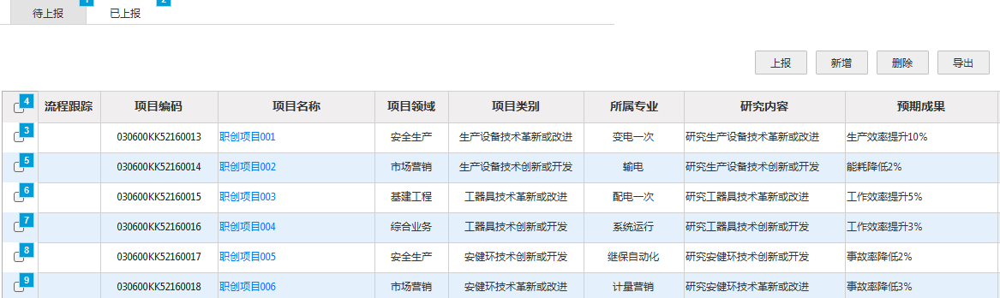 1 2
待上报 已上报
上报 新增 删除 导出
4 流程跟踪 项目编码 项目名称 项目领域 项目类别 所属专业 研究内容 预期成果
3 030600KK52160013 职创项目001 安全生产 生产设备技术革新或改进 变电一次 研究生产设备技术革新或改进 生产效率提升10%
5 030600KK52160014 职创项目002 市场营销 生产设备技术创新或开发 输电 研究生产设备技术创新或开发 能耗降低2%
6 030600KK52160015 职创项目003 基建工程 工器具技术革新或改进 配电一次 研究工器具技术革新或改进 工作效率提升5%
7 030600KK52160016 职创项目004 综合业务 工器具技术创新或开发 系统运行 研究工器具技术创新或开发 工作效率提升3%
8 030600KK52160017 职创项目005 安全生产 安健环技术创新或开发 继保自动化 研究安健环技术创新或开发 事故率降低2%
9 030600KK52160018 职创项目006 市场营销 安健环技术革新或改进 计量营销 研究安健环技术革新或改进 事故率降低3%